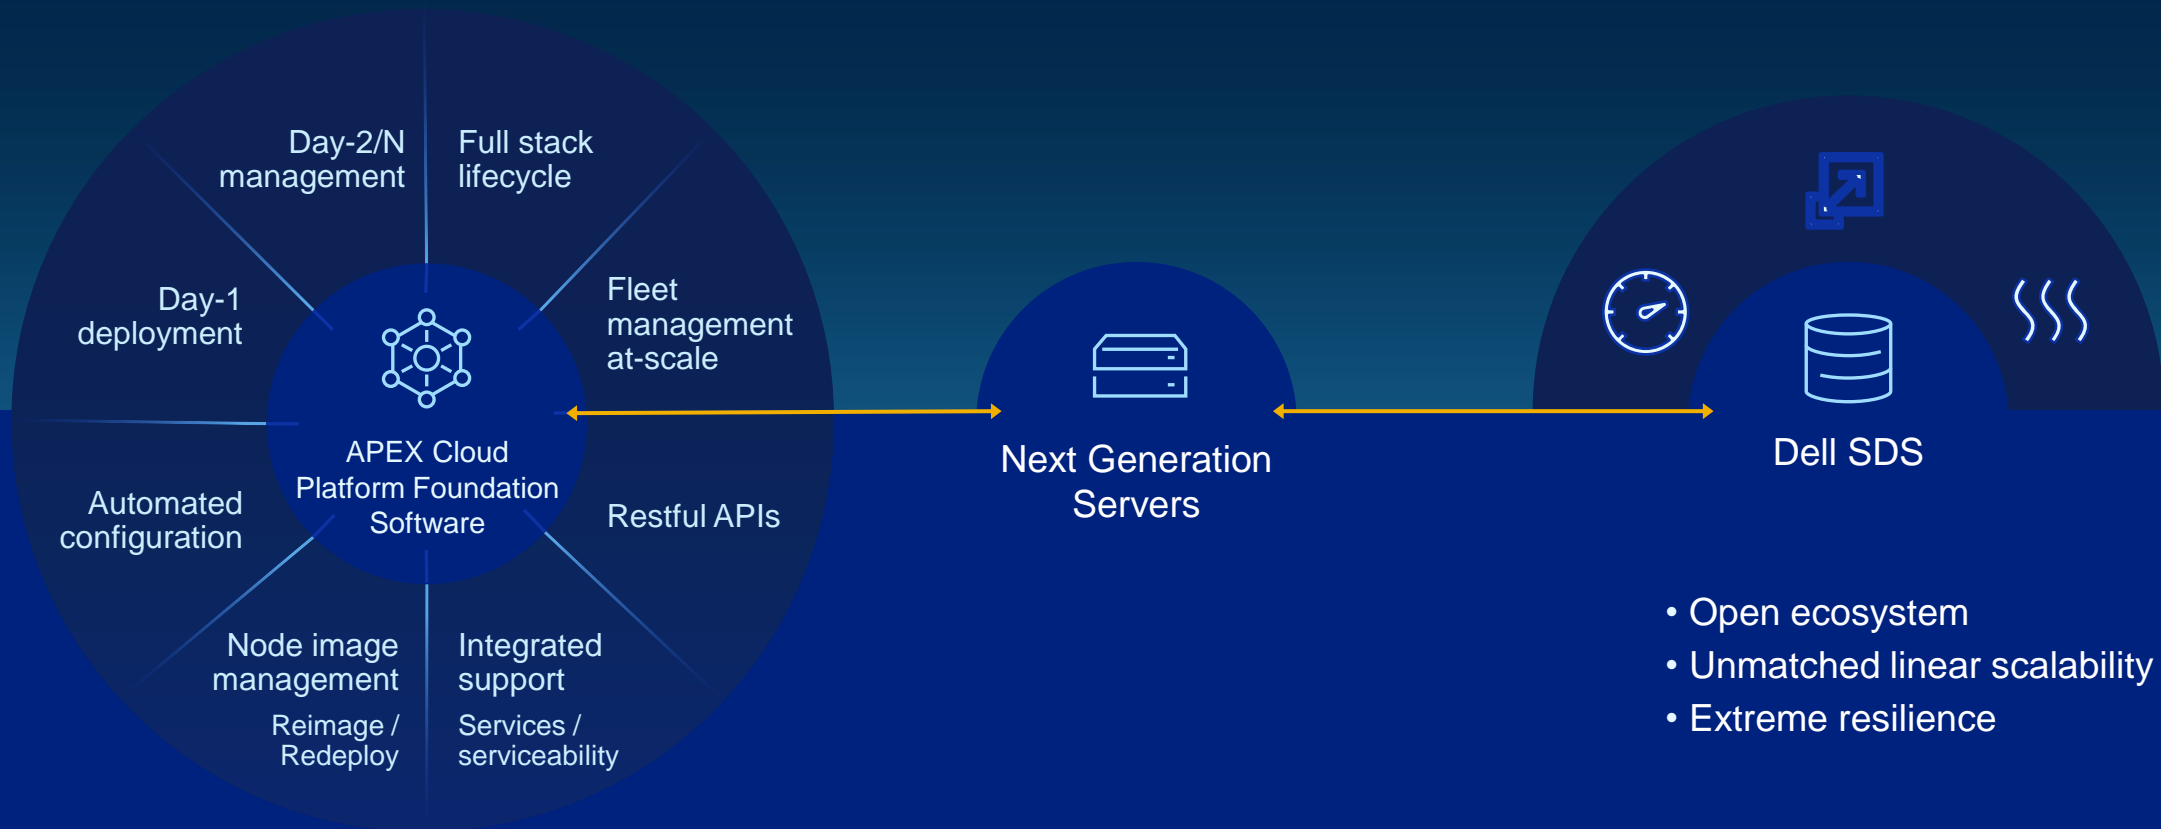 Day-2/N
management
Full stack
lifecycle
Day-1
deployment
Fleet
management
at-scale
APEX Cloud
Platform Foundation
Software
Automated
configuration
Restful APIs
Node image
management
Reimage /
Redeploy
Integrated
support
Services /
serviceability
Next Generation
Servers
Dell SDS
• Open ecosystem
• Unmatched linear scalability
• Extreme resilience